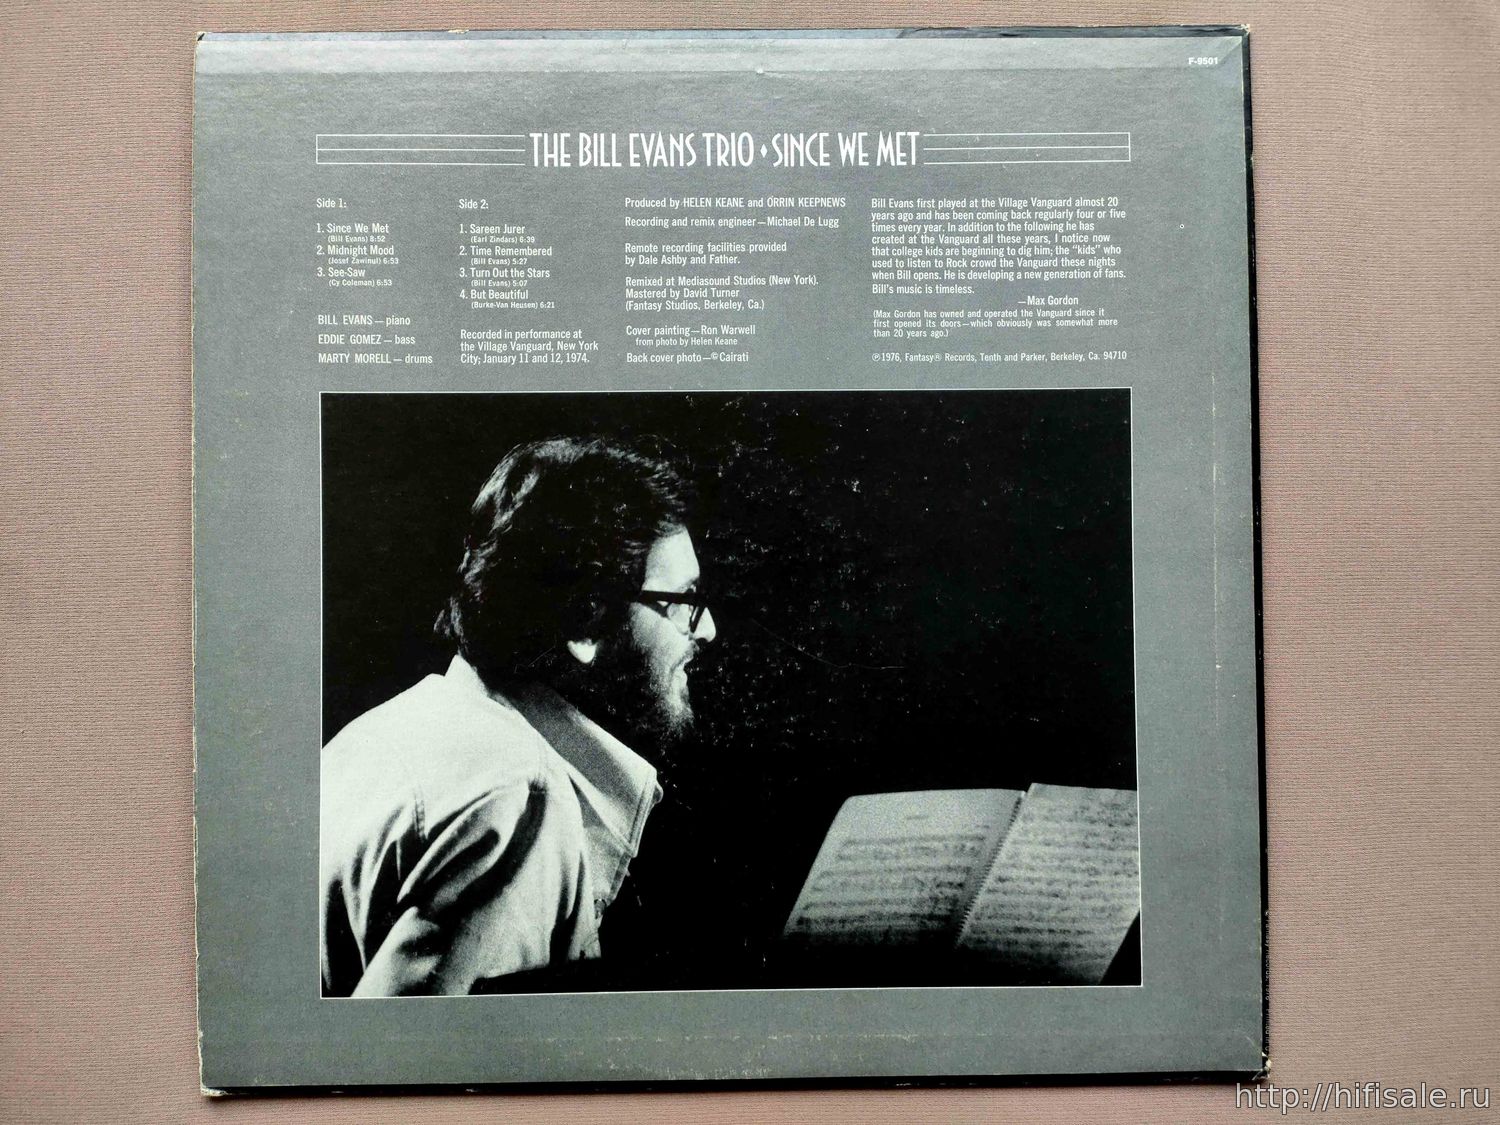 F-9501
THE BILL EVANS TRIO ♦ SINCE WE MET
Side 1:
1. Since We Met
(Bill Evans) 8:52
2. Midnight Mood
(Josef Zawinul) 6:53
3. See-Saw
(Cy Coleman) 6:53
BILL EVANS — piano
EDDIE GOMEZ — bass
MARTY MORELL — drums
Side 2:
1. Sareen Jurer
(Earl Zindars) 6:39
2. Time Remembered
(Bill Evans) 5:27
3. Turn Out the Stars
(Bill Evans) 5:07
4. But Beautiful
(Burke-Van Heusen) 6:21
Recorded in performance at
the Village Vanguard, New York
City; January 11 and 12, 1974.
Produced by HELEN KEANE and ORRIN KEEPNEWS
Recording and remix engineer—Michael De Lugg
Remote recording facilities provided
by Dale Ashby and Father.
Remixed at Mediasound Studios (New York).
Mastered by David Turner
(Fantasy Studios, Berkeley, Ca.)
Cover painting—Ron Warwell
from photo by Helen Keane
Back cover photo—© Cairati
Bill Evans first played at the Village Vanguard almost 20
years ago and has been coming back regularly four or five
times every year. In addition to the following he has
created at the Vanguard all these years, I notice now
that college kids are beginning to dig him; the "kids" who
used to listen to Rock crowd the Vanguard these nights
when Bill opens. He is developing a new generation of fans.
Bill's music is timeless.
—Max Gordon
(Max Gordon has owned and operated the Vanguard since it
first opened its doors—which obviously was somewhat more
than 20 years ago.)
℗1976, Fantasy® Records, Tenth and Parker, Berkeley, Ca. 94710
http://hifisale.ru